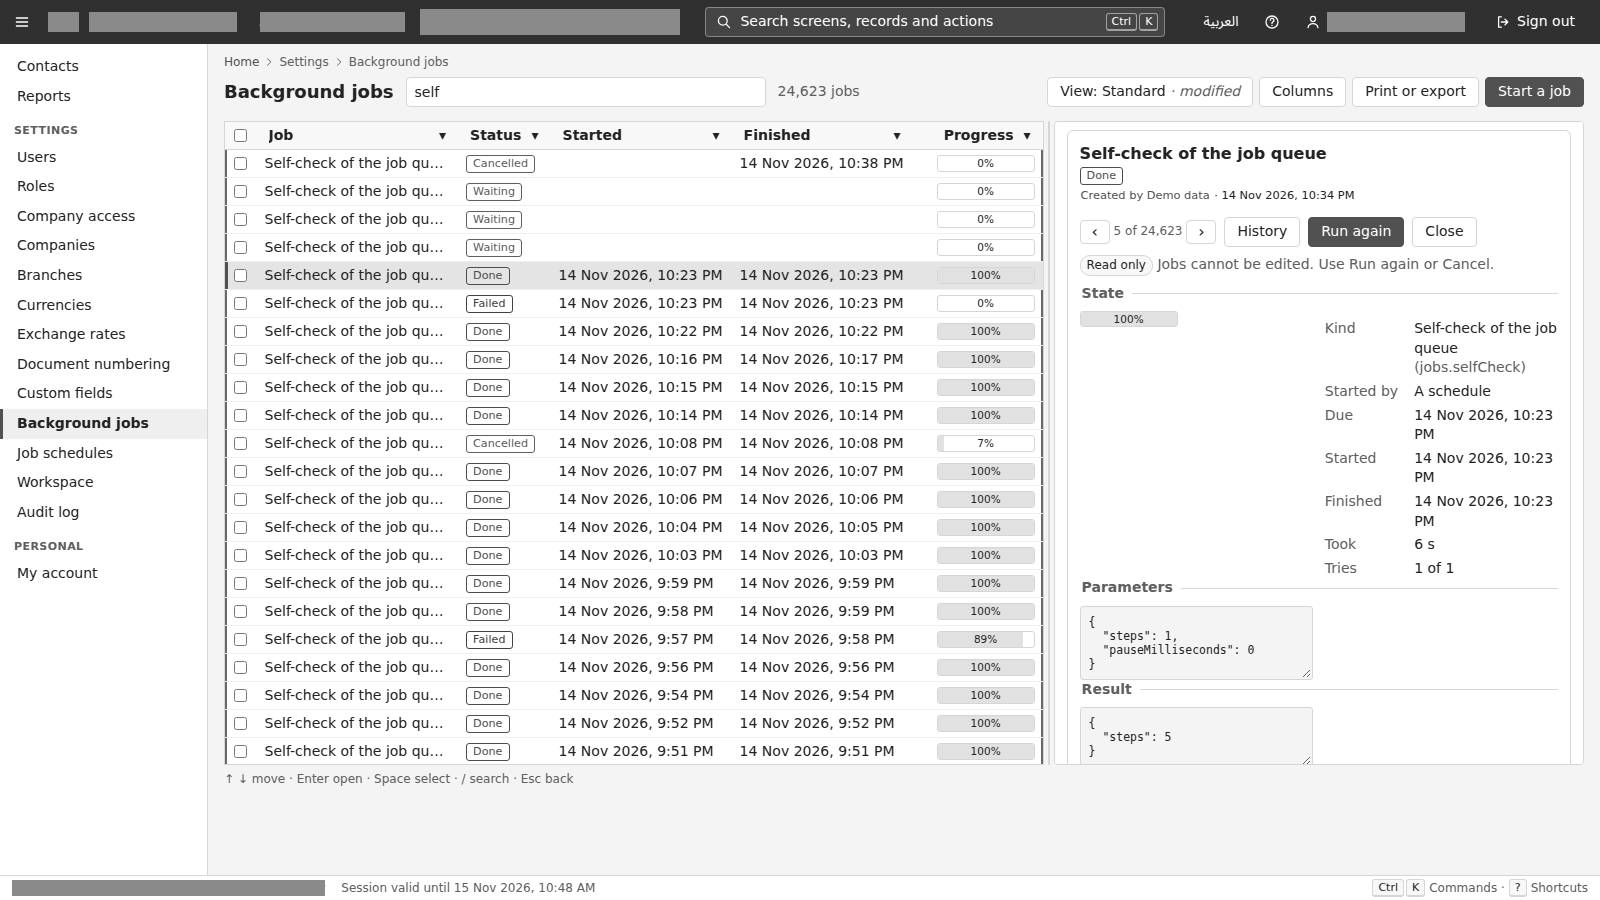 Search screens, records and actions Ctrl K العربية Sign out
Contacts
Reports
SETTINGS
Users
Roles
Company access
Companies
Branches
Currencies
Exchange rates
Document numbering
Custom fields
Background jobs
Job schedules
Workspace
Audit log
PERSONAL
My account
Home > Settings > Background jobs
Background jobs self 24,623 jobs View: Standard · modified Columns Print or export Start a job
Job ▼ Status ▼ Started ▼ Finished ▼ Progress ▼
Self-check of the job qu… Cancelled 14 Nov 2026, 10:38 PM 0%
Self-check of the job qu… Waiting 0%
Self-check of the job qu… Waiting 0%
Self-check of the job qu… Waiting 0%
Self-check of the job qu… Done 14 Nov 2026, 10:23 PM 14 Nov 2026, 10:23 PM 100%
Self-check of the job qu… Failed 14 Nov 2026, 10:23 PM 14 Nov 2026, 10:23 PM 0%
Self-check of the job qu… Done 14 Nov 2026, 10:22 PM 14 Nov 2026, 10:22 PM 100%
Self-check of the job qu… Done 14 Nov 2026, 10:16 PM 14 Nov 2026, 10:17 PM 100%
Self-check of the job qu… Done 14 Nov 2026, 10:15 PM 14 Nov 2026, 10:15 PM 100%
Self-check of the job qu… Done 14 Nov 2026, 10:14 PM 14 Nov 2026, 10:14 PM 100%
Self-check of the job qu… Cancelled 14 Nov 2026, 10:08 PM 14 Nov 2026, 10:08 PM 7%
Self-check of the job qu… Done 14 Nov 2026, 10:07 PM 14 Nov 2026, 10:07 PM 100%
Self-check of the job qu… Done 14 Nov 2026, 10:06 PM 14 Nov 2026, 10:06 PM 100%
Self-check of the job qu… Done 14 Nov 2026, 10:04 PM 14 Nov 2026, 10:05 PM 100%
Self-check of the job qu… Done 14 Nov 2026, 10:03 PM 14 Nov 2026, 10:03 PM 100%
Self-check of the job qu… Done 14 Nov 2026, 9:59 PM 14 Nov 2026, 9:59 PM 100%
Self-check of the job qu… Done 14 Nov 2026, 9:58 PM 14 Nov 2026, 9:59 PM 100%
Self-check of the job qu… Failed 14 Nov 2026, 9:57 PM 14 Nov 2026, 9:58 PM 89%
Self-check of the job qu… Done 14 Nov 2026, 9:56 PM 14 Nov 2026, 9:56 PM 100%
Self-check of the job qu… Done 14 Nov 2026, 9:54 PM 14 Nov 2026, 9:54 PM 100%
Self-check of the job qu… Done 14 Nov 2026, 9:52 PM 14 Nov 2026, 9:52 PM 100%
Self-check of the job qu… Done 14 Nov 2026, 9:51 PM 14 Nov 2026, 9:51 PM 100%
↑ ↓ move · Enter open · Space select · / search · Esc back
Self-check of the job queue
Done
Created by Demo data · 14 Nov 2026, 10:34 PM
‹ 5 of 24,623 › History Run again Close
Read only Jobs cannot be edited. Use Run again or Cancel.
State
100%
Kind Self-check of the job
queue
(jobs.selfCheck)
Started by A schedule
Due 14 Nov 2026, 10:23
PM
Started 14 Nov 2026, 10:23
PM
Finished 14 Nov 2026, 10:23
PM
Took 6 s
Tries 1 of 1
Parameters
{
"steps": 1,
"pauseMilliseconds": 0
}
Result
{
"steps": 5
}
Session valid until 15 Nov 2026, 10:48 AM
Ctrl K Commands · ? Shortcuts